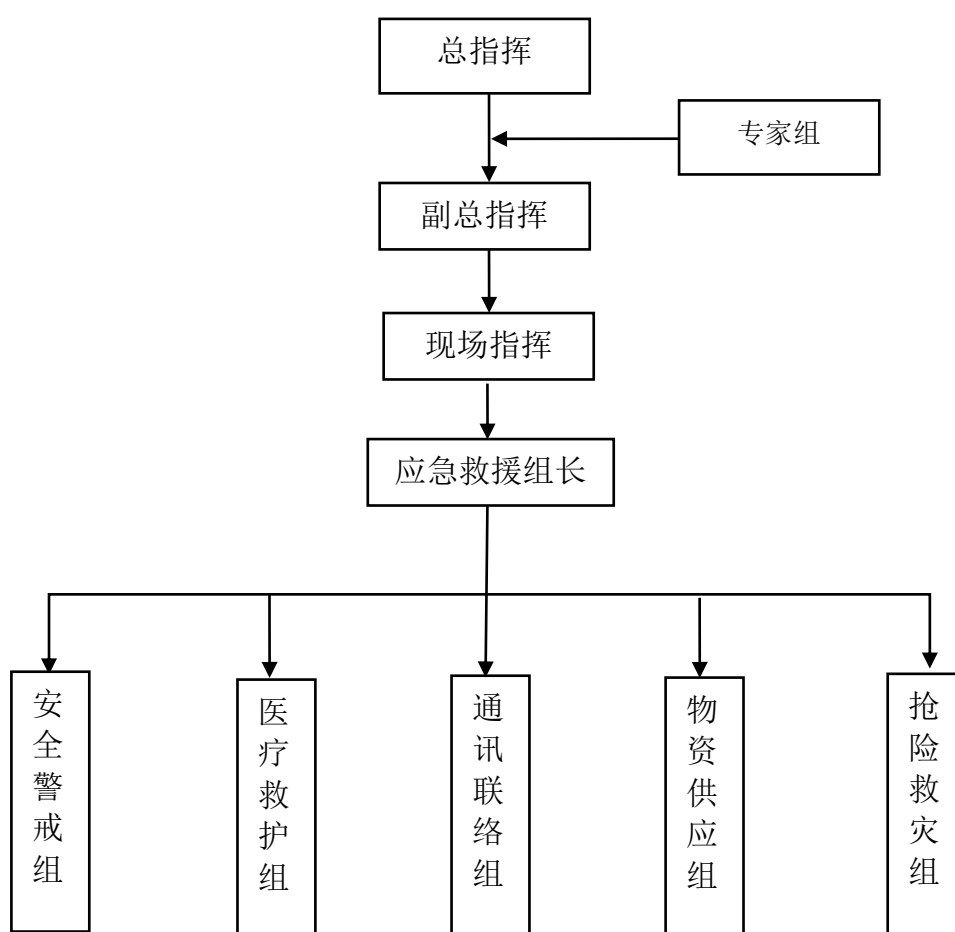 总指挥
专家组
副总指挥
现场指挥
应急救援组长
安全警戒组
医疗救护组
通讯联络组
物资供应组
抢险救灾组